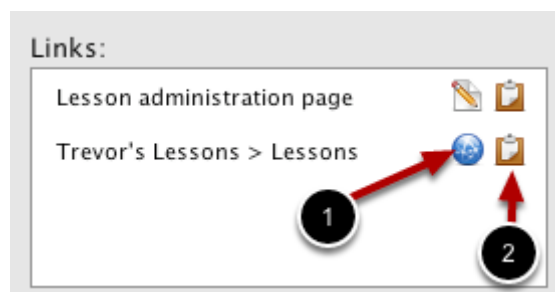 Links:
Lesson administration page
Trevor's Lessons > Lessons
1
2